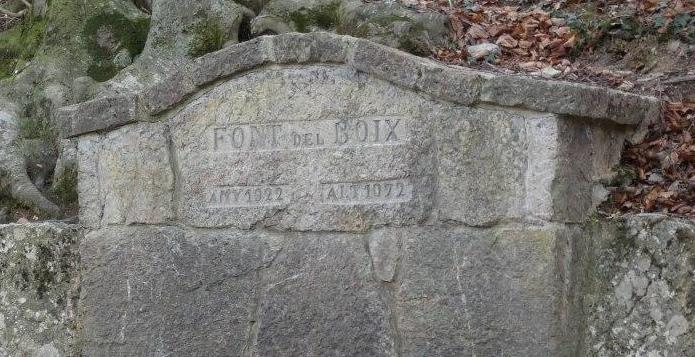 FONT DEL BOIX
ANY 1922 ALT 1072